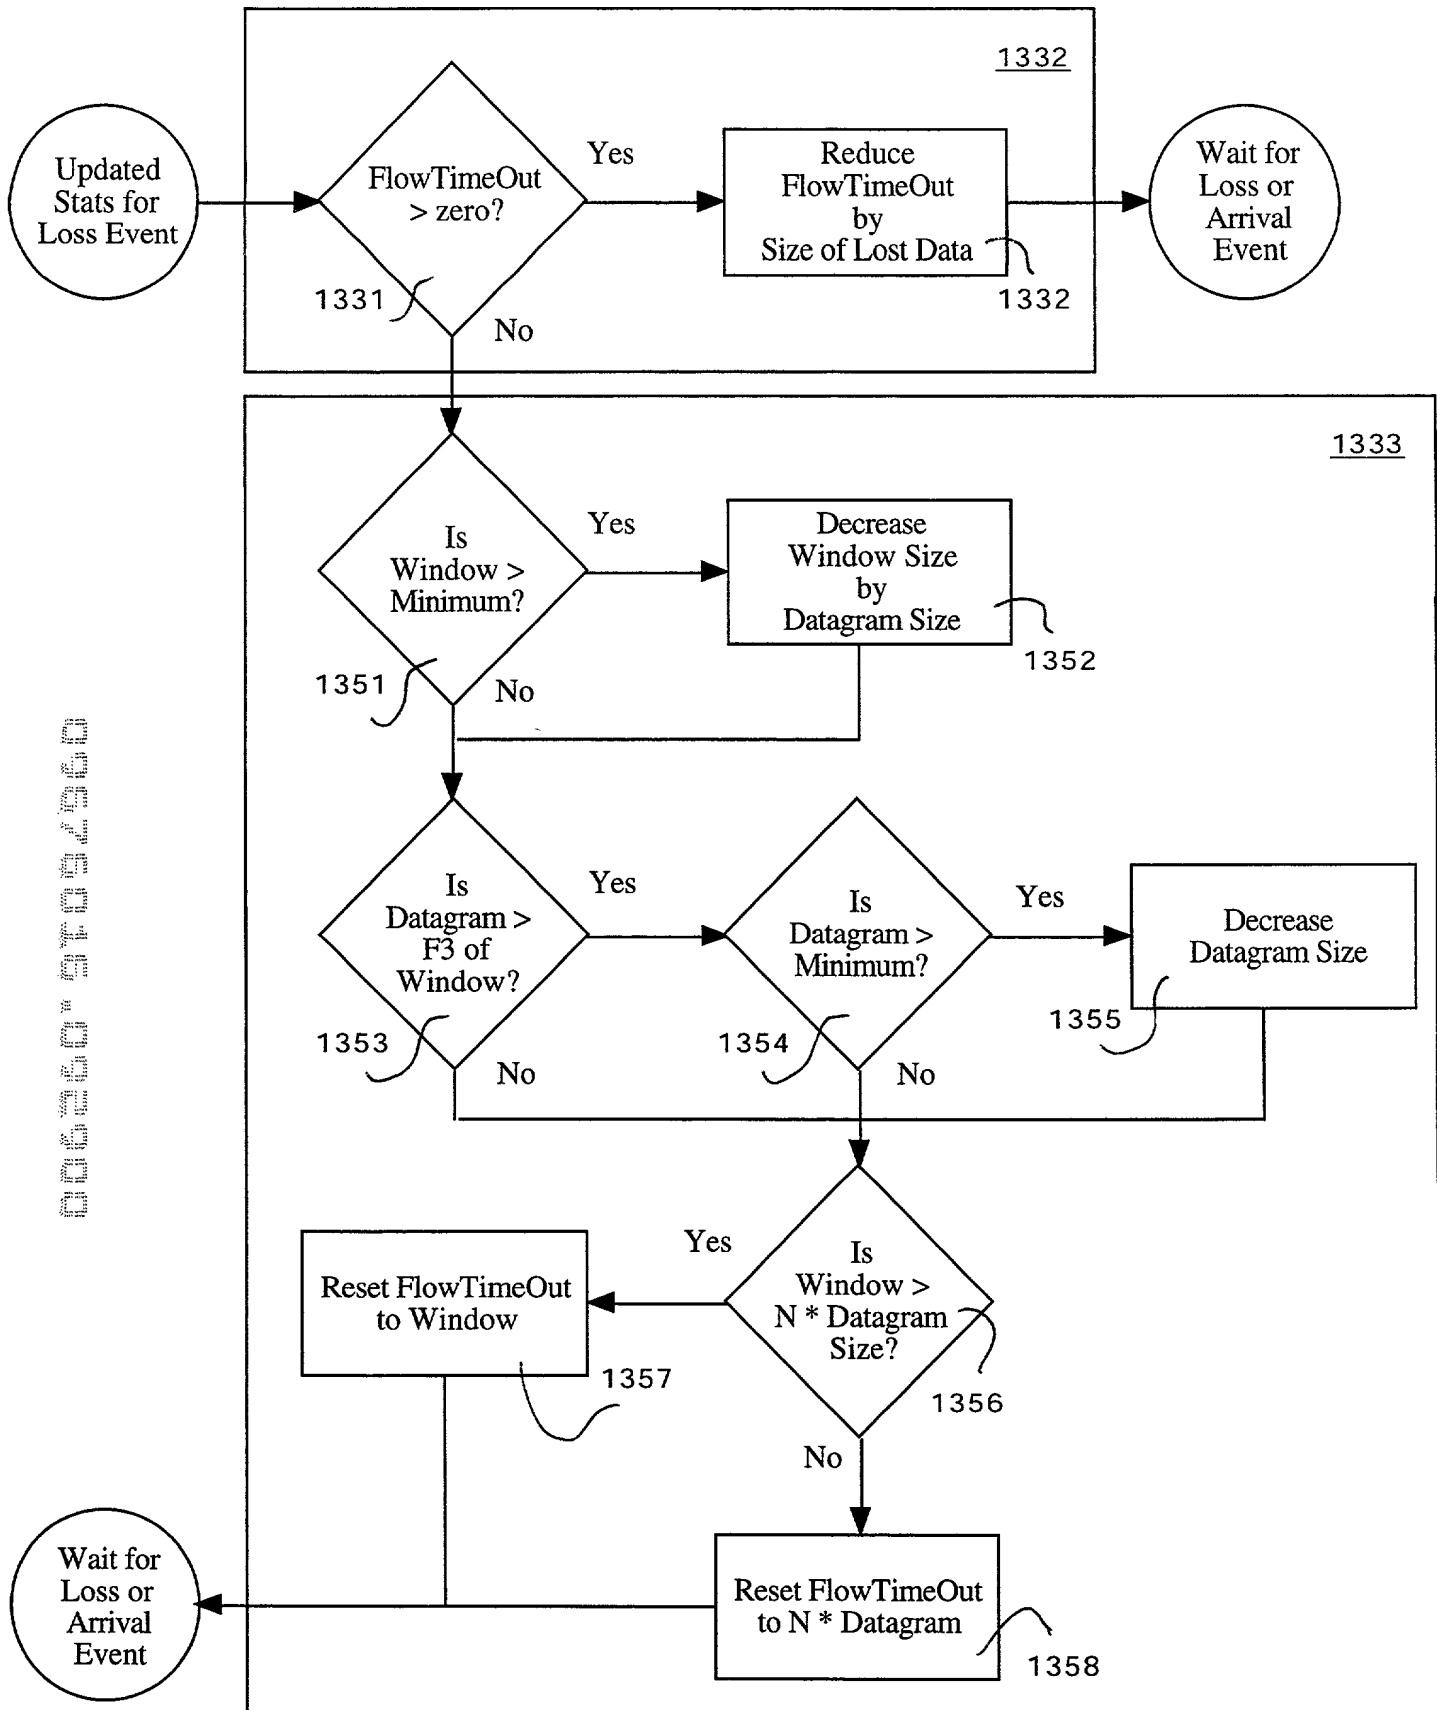 1332
Updated
Stats for
Loss Event
FlowTimeOut
> zero?
Yes
Reduce
FlowTimeOut
by
Size of Lost Data
Wait for
Loss or
Arrival
Event
1331
1332
No
1333
Is
Window >
Minimum?
Yes
Decrease
Window Size
by
Datagram Size
1351
1352
No
Is
Datagram >
F3 of
Window?
Yes
Is
Datagram >
Minimum?
Yes
Decrease
Datagram Size
1353
1354
1355
No
No
Yes
Is
Window >
N * Datagram
Size?
Reset FlowTimeOut
to Window
1357
1356
No
Wait for
Loss or
Arrival
Event
Reset FlowTimeOut
to N * Datagram
1358